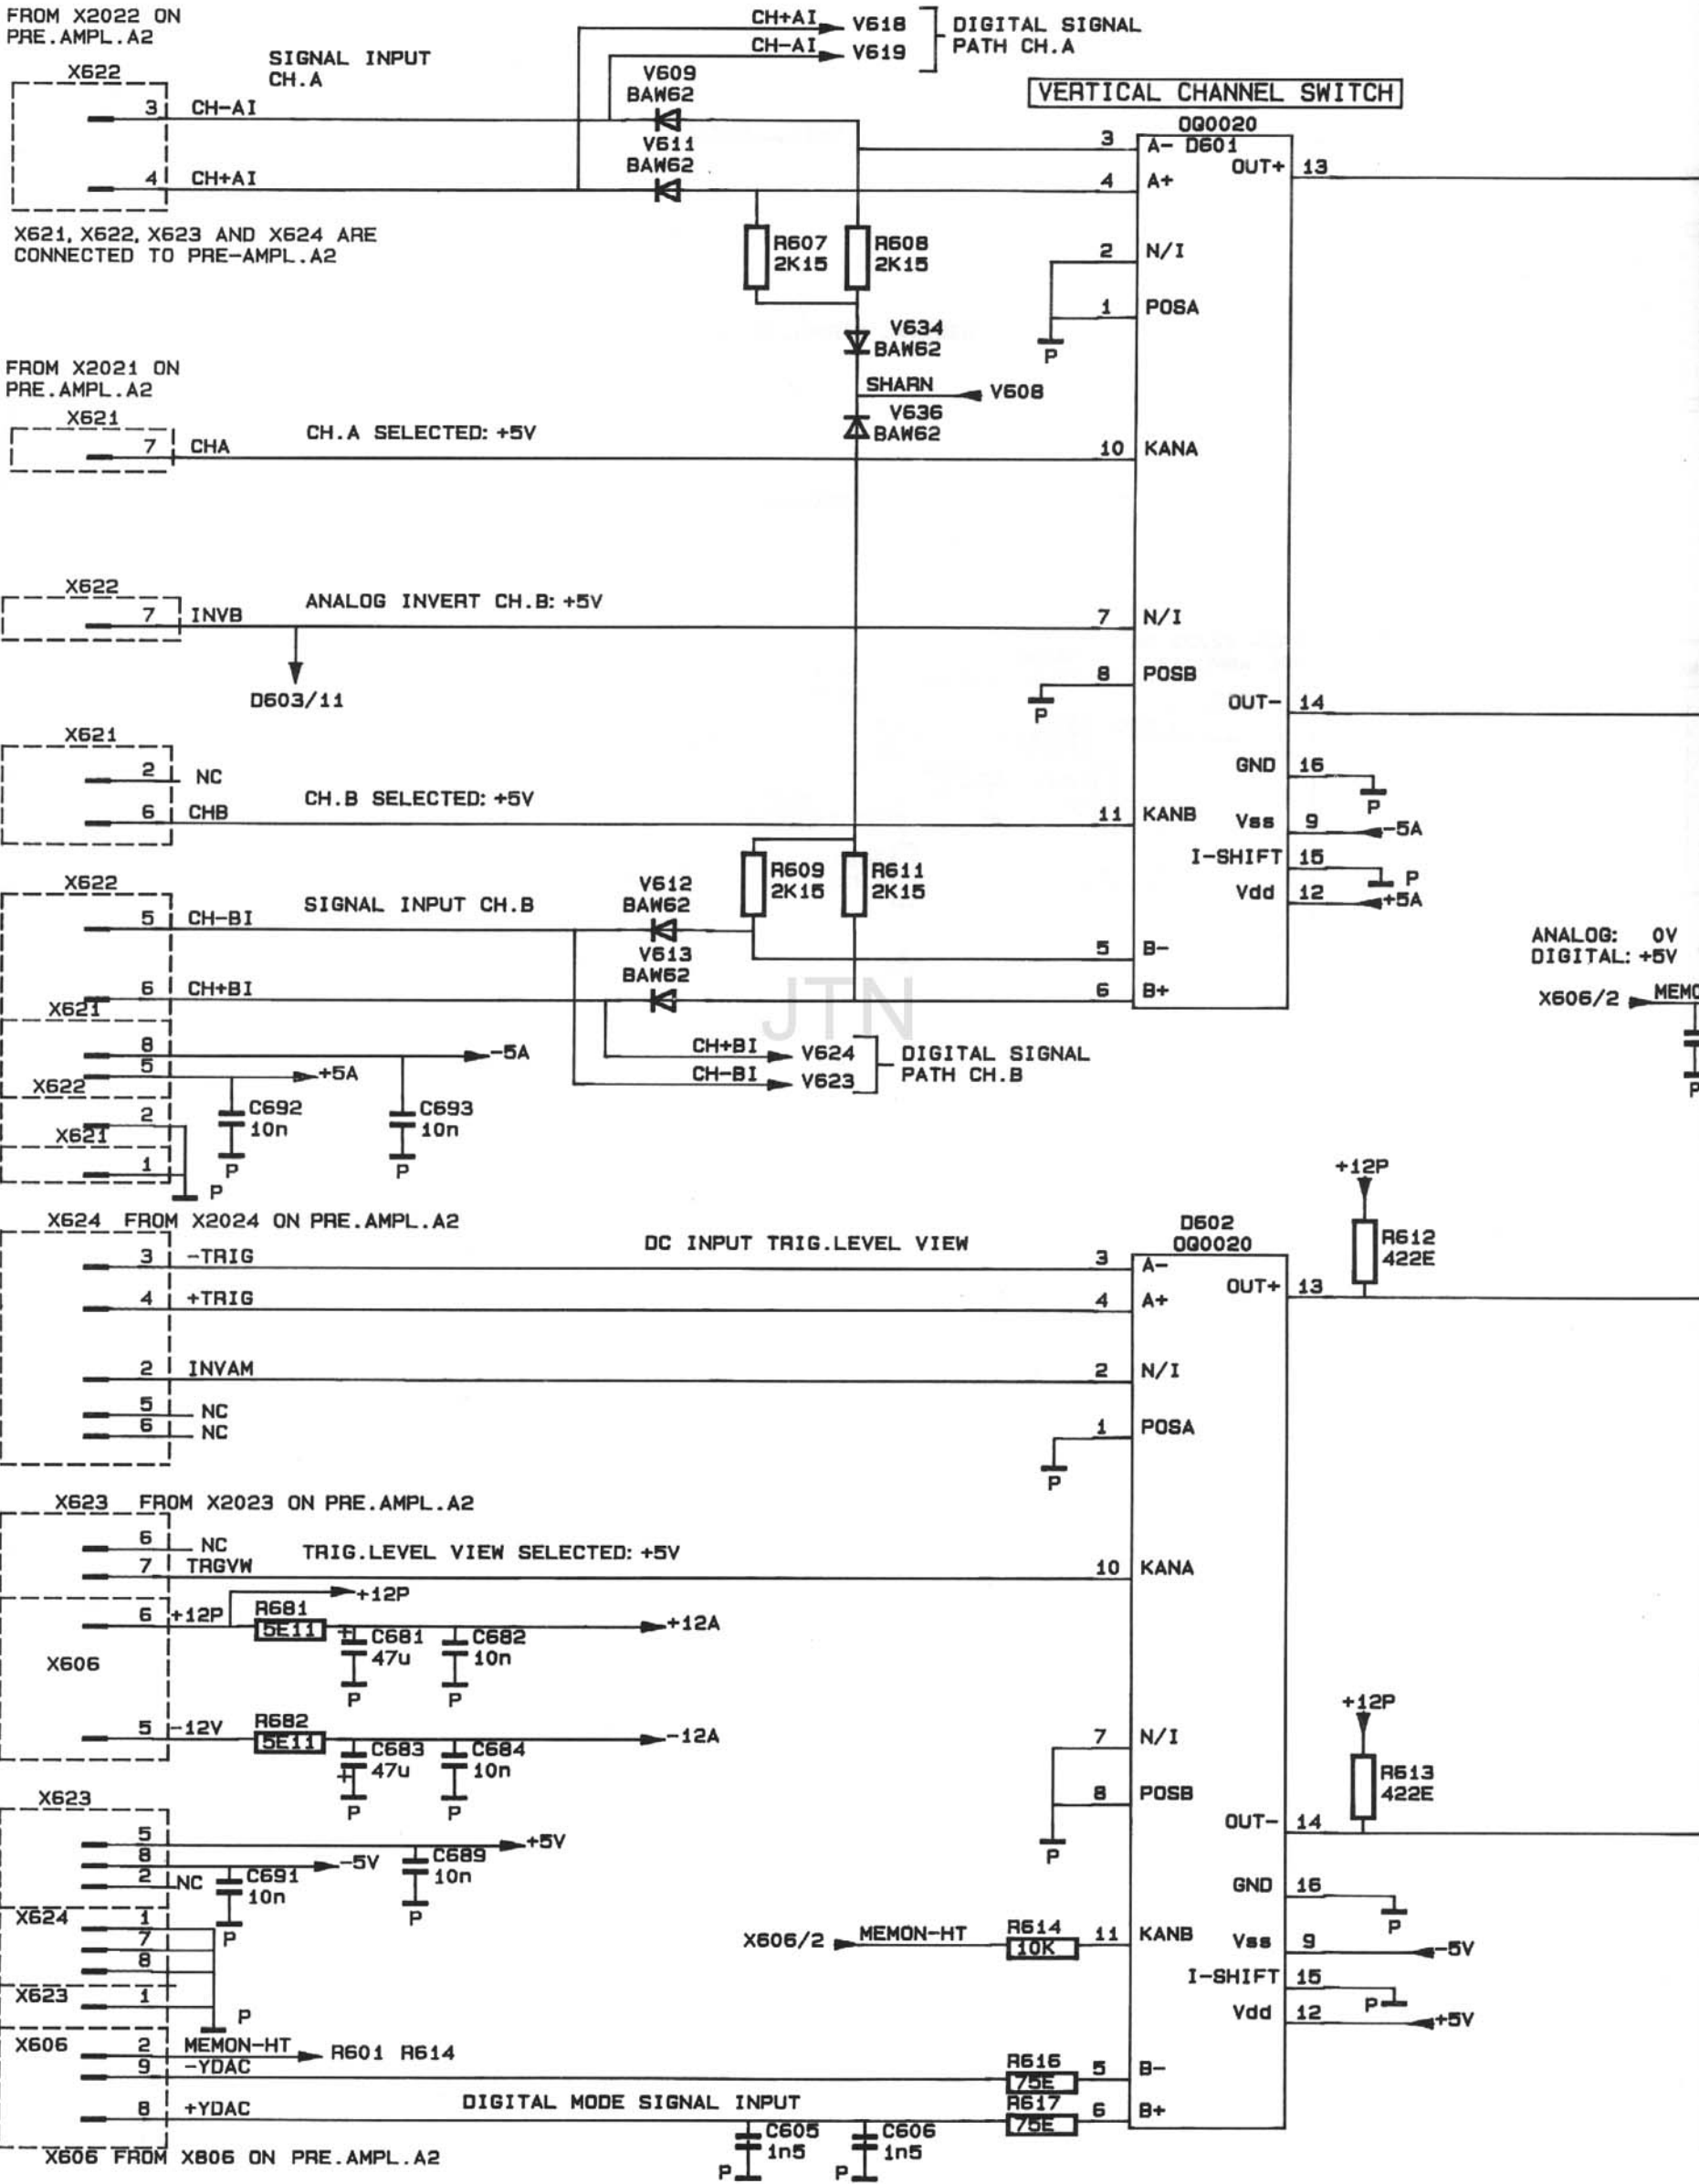 FROM X2022 ON
PRE.AMPL.A2
SIGNAL INPUT
CH.A
CH+AI V618
CH-AI V619
DIGITAL SIGNAL
PATH CH.A
X622
3 CH-AI
4 CH+AI
V609
BAW62
V611
BAW62
VERTICAL CHANNEL SWITCH
OQ0020
D601
3 A-
4 A+
OUT+ 13
X621, X622, X623 AND X624 ARE
CONNECTED TO PRE-AMPL.A2
R607
2K15
R608
2K15
2 N/I
1 POSA
P
V634
BAW62
SHARN V608
V636
BAW62
FROM X2021 ON
PRE.AMPL.A2
X621
7 CHA
CH.A SELECTED: +5V
10 KANA
X622
7 INVB
ANALOG INVERT CH.B: +5V
7 N/I
D603/11
8 POSB
P
OUT- 14
X621
2 NC
6 CHB
CH.B SELECTED: +5V
11 KANB
GND 16
P
Vss 9 -5A
I-SHIFT 15
P
Vdd 12 +5A
R609
2K15
R611
2K15
X622
5 CH-BI
SIGNAL INPUT CH.B
V612
BAW62
V613
BAW62
5 B-
6 B+
6 CH+BI
ANALOG: 0V
DIGITAL: +5V
X606/2 MEMO
P
JTN
X621
8 -5A
5 +5A
CH+BI V624
CH-BI V623
DIGITAL SIGNAL
PATH CH.B
X622
2
C692
10n
P
C693
10n
P
X621
1
P
X624 FROM X2024 ON PRE.AMPL.A2
3 -TRIG
4 +TRIG
DC INPUT TRIG.LEVEL VIEW
D602
OQ0020
3 A-
4 A+
OUT+ 13
+12P
R612
422E
2 INVAM
2 N/I
5 NC
6 NC
1 POSA
P
X623 FROM X2023 ON PRE.AMPL.A2
6 NC
7 TRGVW
TRIG.LEVEL VIEW SELECTED: +5V
10 KANA
6 +12P
+12P
R681
5E11
+
C681
47u
P
C682
10n
P
+12A
X606
5 -12V
R682
5E11
+
C683
47u
P
C684
10n
P
-12A
7 N/I
8 POSB
P
+12P
R613
422E
OUT- 14
X623
5 +5V
8 -5V
2 NC
C691
10n
P
C689
10n
P
GND 16
P
X624
1
7
8
X606/2 MEMON-HT
R614
10K
11 KANB
Vss 9 -5V
I-SHIFT 15
P
Vdd 12 +5V
X623
1
P
X606
2 MEMON-HT R601 R614
9 -YDAC
R616
75E
5 B-
8 +YDAC
DIGITAL MODE SIGNAL INPUT
R617
75E
6 B+
C605
1n5
P
C606
1n5
P
X606 FROM X806 ON PRE.AMPL.A2